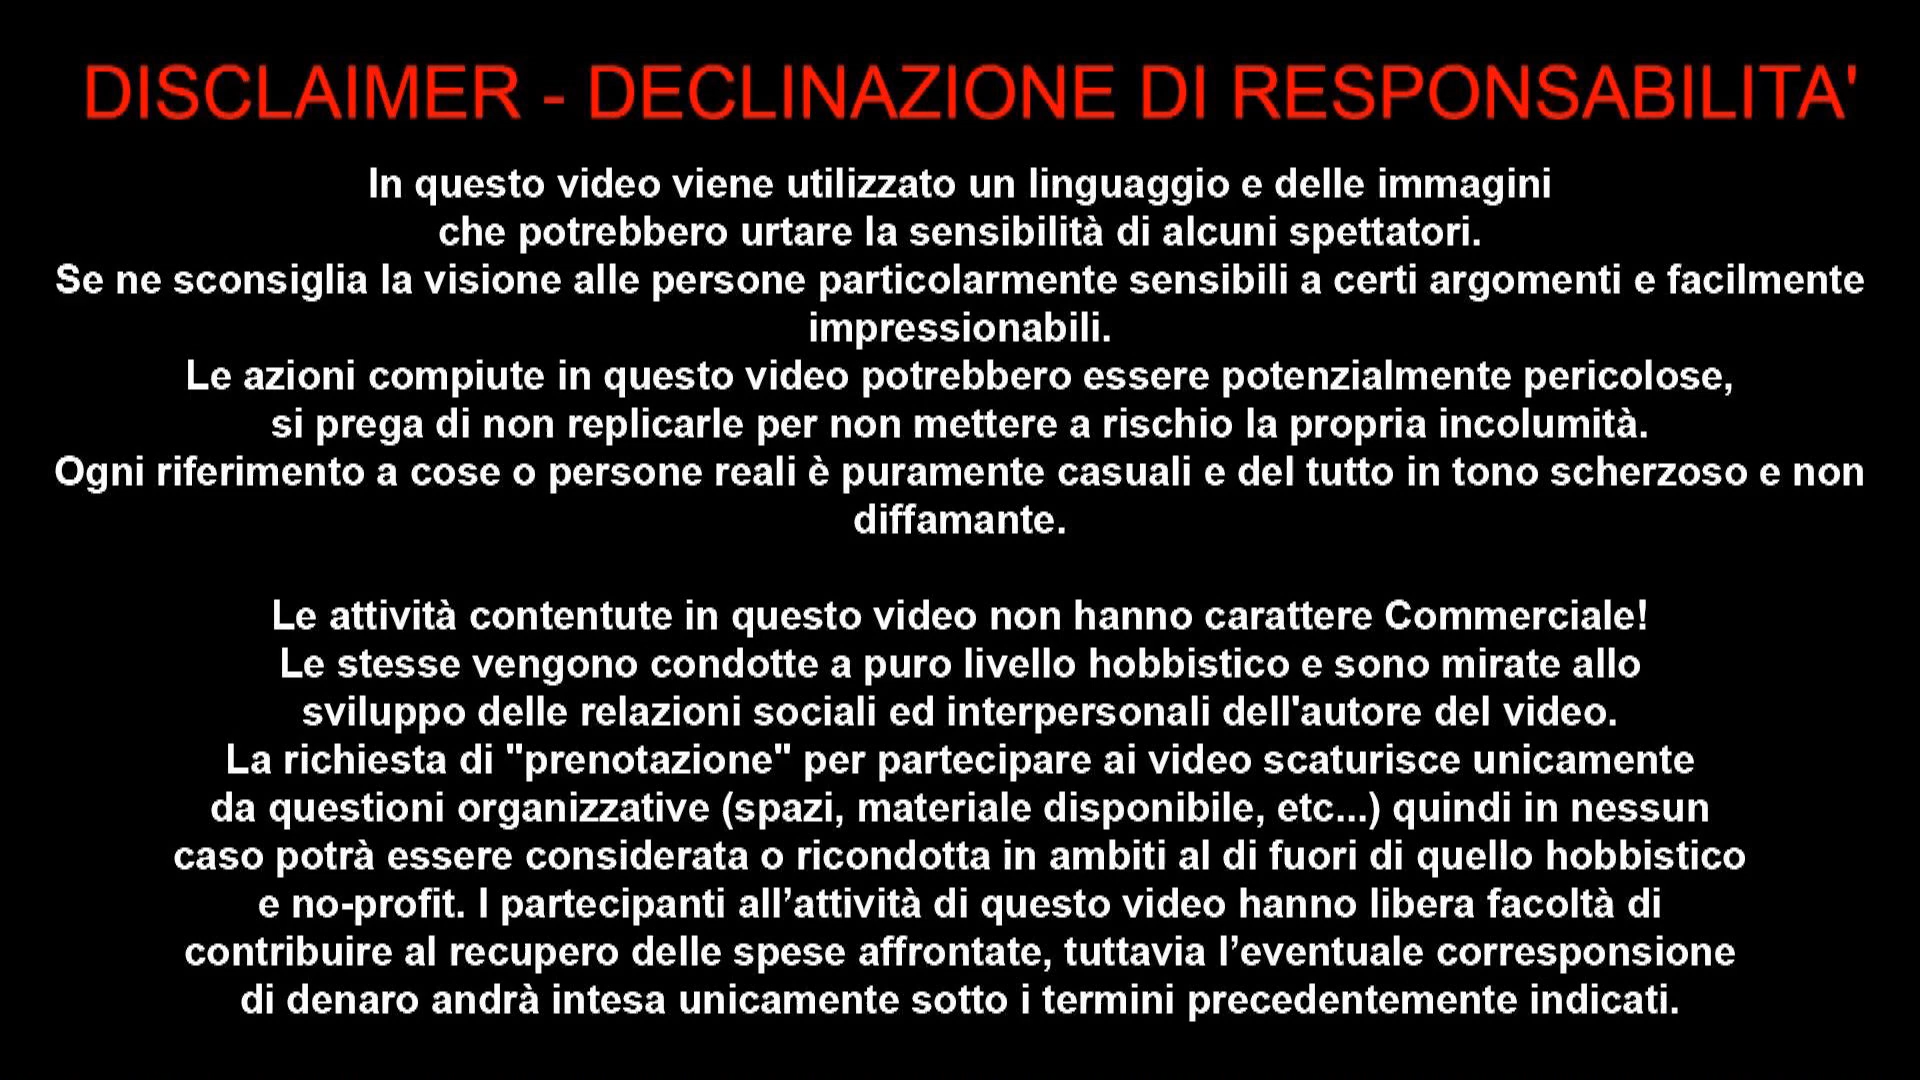 DISCLAIMER - DECLINAZIONE DI RESPONSABILITA'
In questo video viene utilizzato un linguaggio e delle immagini
che potrebbero urtare la sensibilità di alcuni spettatori.
Se ne sconsiglia la visione alle persone particolarmente sensibili a certi argomenti e facilmente
impressionabili.
Le azioni compiute in questo video potrebbero essere potenzialmente pericolose,
si prega di non replicarle per non mettere a rischio la propria incolumità.
Ogni riferimento a cose o persone reali è puramente casuali e del tutto in tono scherzoso e non
diffamante.
Le attività contentute in questo video non hanno carattere Commerciale!
Le stesse vengono condotte a puro livello hobbistico e sono mirate allo
sviluppo delle relazioni sociali ed interpersonali dell'autore del video.
La richiesta di "prenotazione" per partecipare ai video scaturisce unicamente
da questioni organizzative (spazi, materiale disponibile, etc...) quindi in nessun
caso potrà essere considerata o ricondotta in ambiti al di fuori di quello hobbistico
e no-profit. I partecipanti all’attività di questo video hanno libera facoltà di
contribuire al recupero delle spese affrontate, tuttavia l’eventuale corresponsione
di denaro andrà intesa unicamente sotto i termini precedentemente indicati.